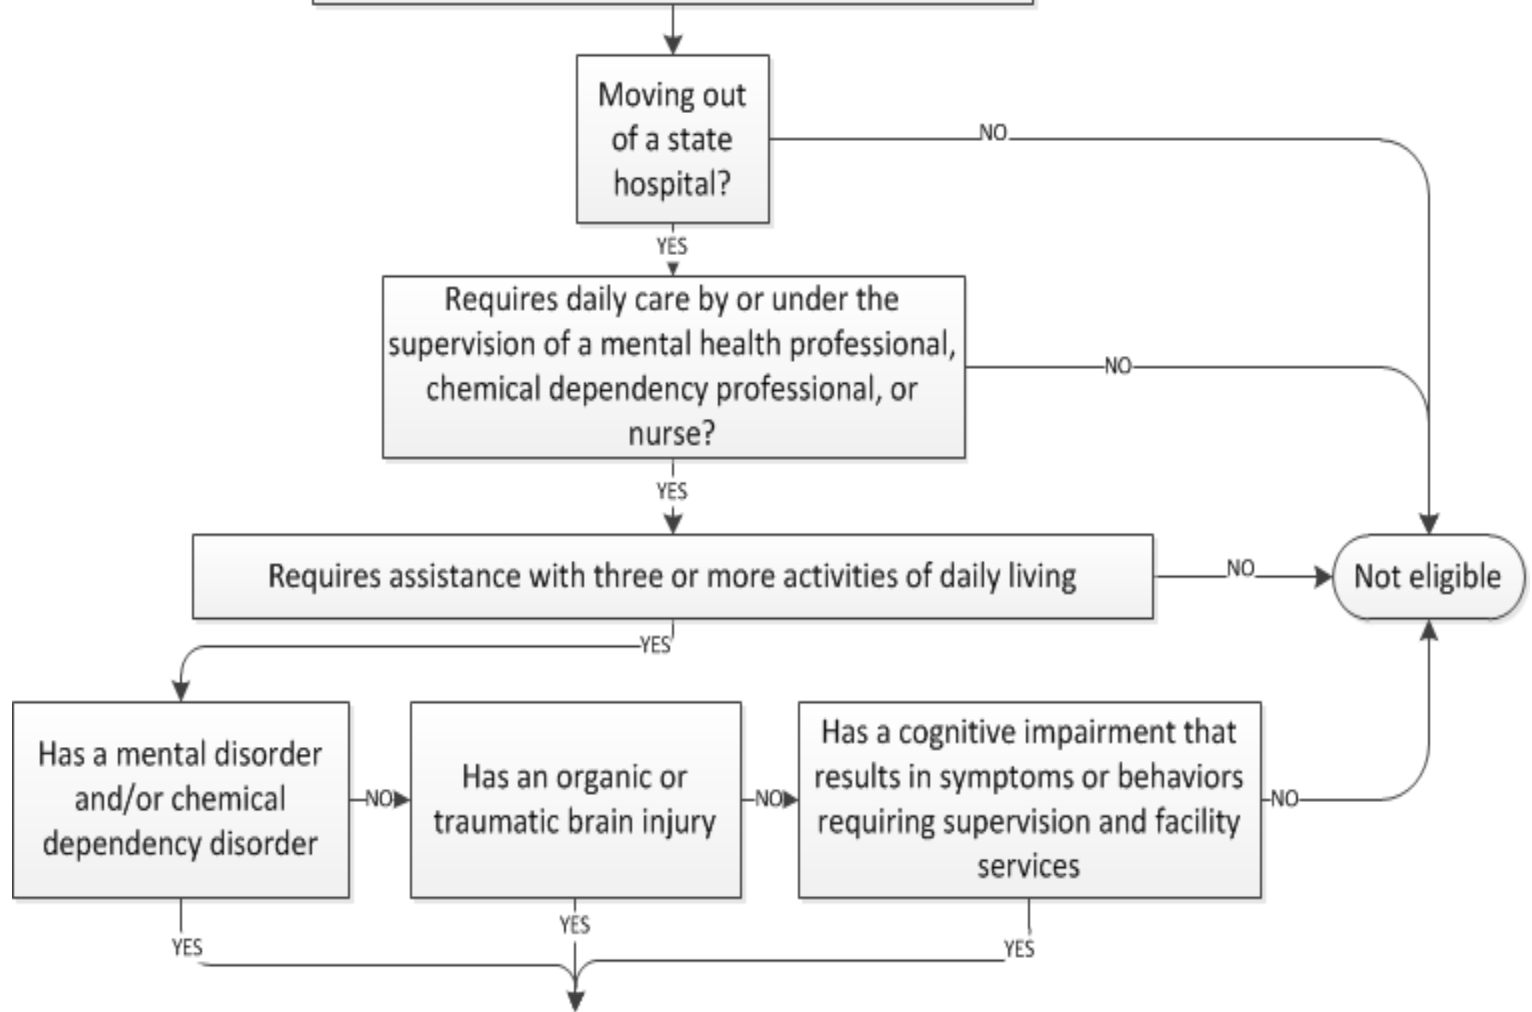 Moving out
of a state
hospital?
NO
YES
Requires daily care by or under the
supervision of a mental health professional,
chemical dependency professional, or
nurse?
NO
YES
Requires assistance with three or more activities of daily living
NO
Not eligible
YES
Has a mental disorder
and/or chemical
dependency disorder
NO
Has an organic or
traumatic brain injury
NO
Has a cognitive impairment that
results in symptoms or behaviors
requiring supervision and facility
services
NO
YES
YES
YES